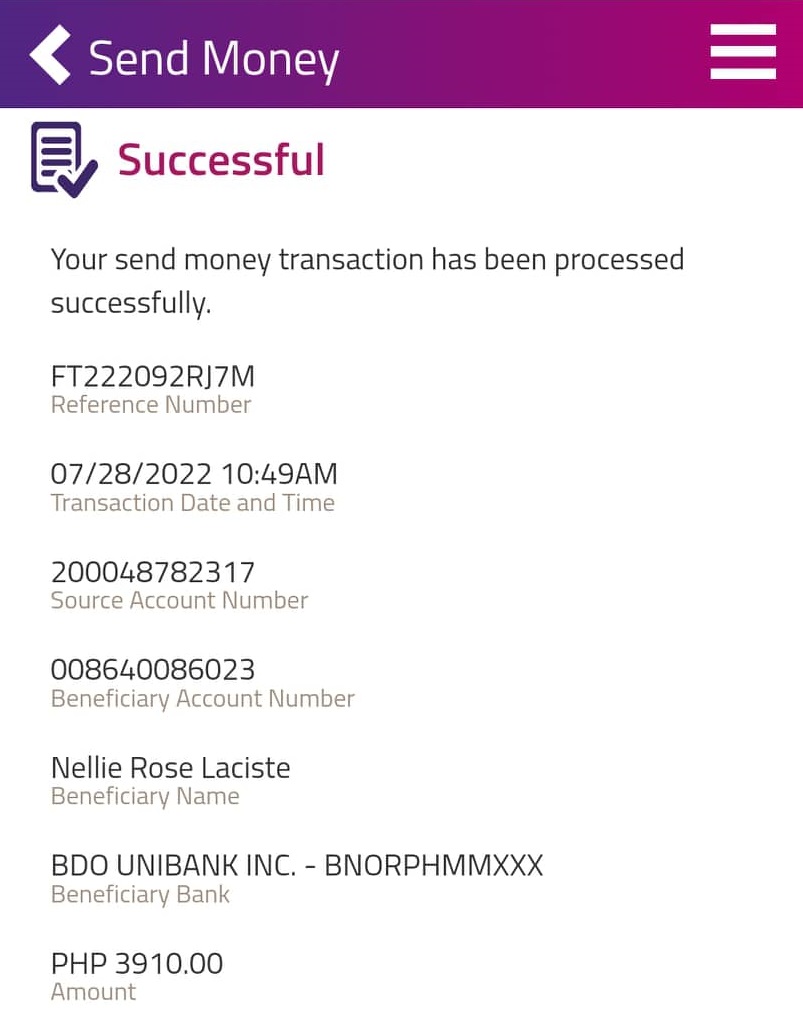 Send Money
Successful
Your send money transaction has been processed
successfully.
FT222092RJ7M
Reference Number
07/28/2022 10:49AM
Transaction Date and Time
200048782317
Source Account Number
008640086023
Beneficiary Account Number
Nellie Rose Laciste
Beneficiary Name
BDO UNIBANK INC. - BNORPHMMXXX
Beneficiary Bank
PHP 3910.00
Amount